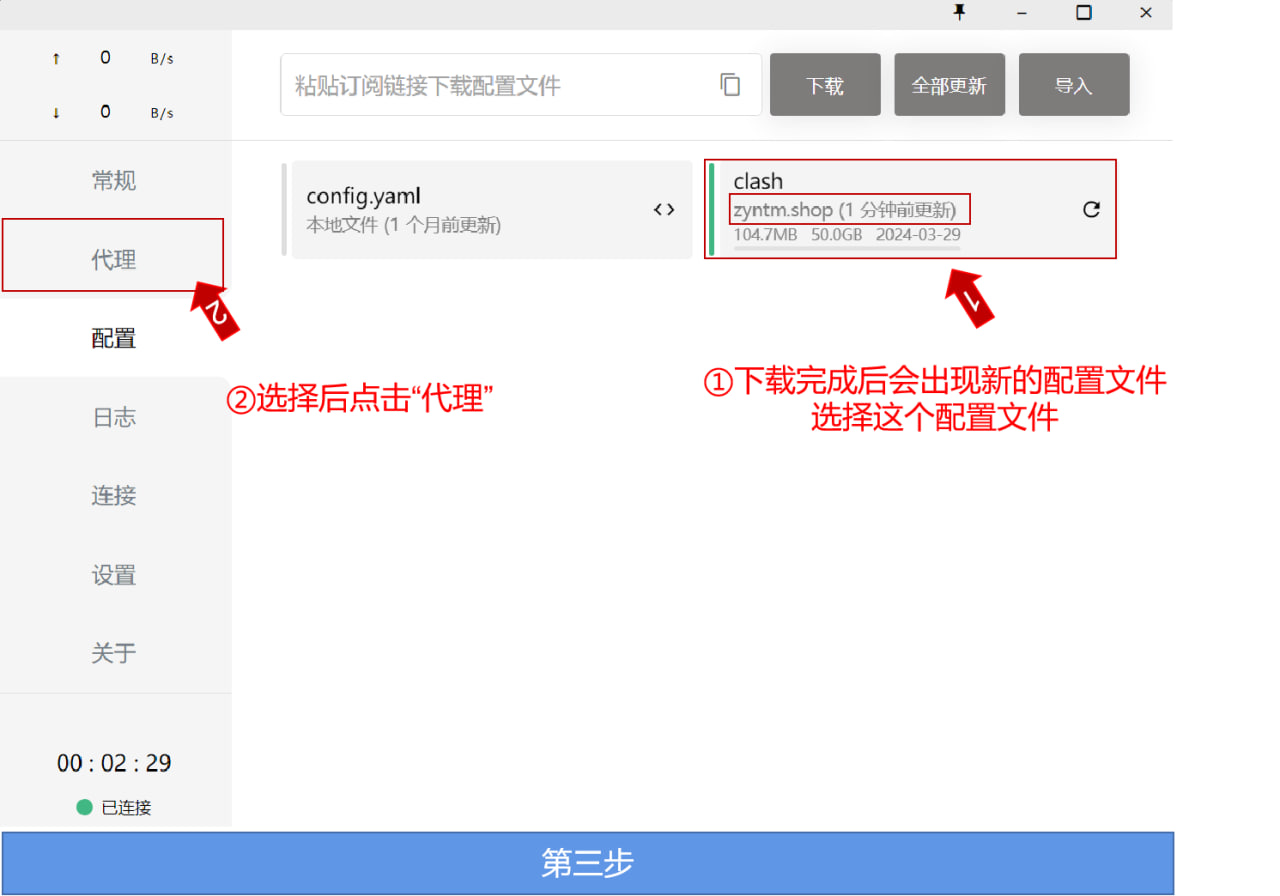 ↑ 0 B/s
↓ 0 B/s
粘贴订阅链接下载配置文件
下载
全部更新
导入
常规
代理
配置
日志
连接
设置
关于
config.yaml
本地文件 (1 个月前更新)
clash
zyntm.shop (1 分钟前更新)
104.7MB 50.0GB 2024-03-29
1
2
①下载完成后会出现新的配置文件
选择这个配置文件
②选择后点击“代理”
00 : 02 : 29
已连接
第三步